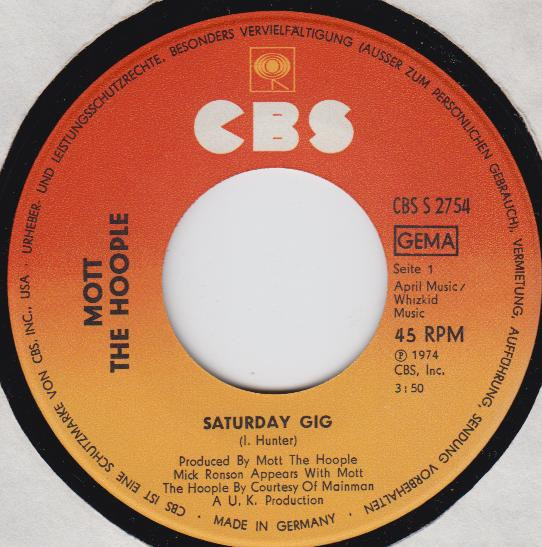 URHEBER- UND LEISTUNGSSCHUTZRECHTE, BESONDERS VERVIELFÄLTIGUNG (AUSSER ZUM PERSÖNLICHEN GEBRAUCH), VERMIETUNG, AUFFÜHRUNG, SENDUNG VORBEHALTEN
CBS
MOTT
THE HOOPLE
CBS S 2754
GEMA
Seite 1
April Music/
Whizkid
Music
45 RPM
Ⓟ 1974
CBS, Inc.
3:50
SATURDAY GIG
(I. Hunter)
Produced By Mott The Hoople
Mick Ronson Appears With Mott
The Hoople By Courtesy Of Mainman
A U. K. Production
CBS IST EINE SCHUTZMARKE VON CBS, INC., USA ·
· MADE IN GERMANY ·